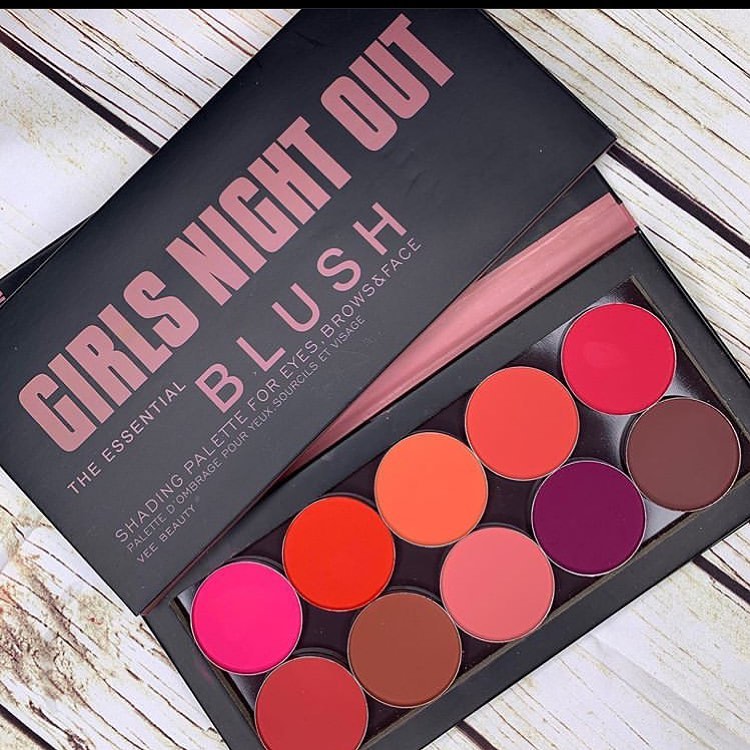 GIRLS NIGHT OUT
THE ESSENTIAL BLUSH
SHADING PALETTE FOR EYES, BROWS&FACE
PALETTE D'OMBRAGE POUR YEUX, SOURCILS ET VISAGE
VEE BEAUTY